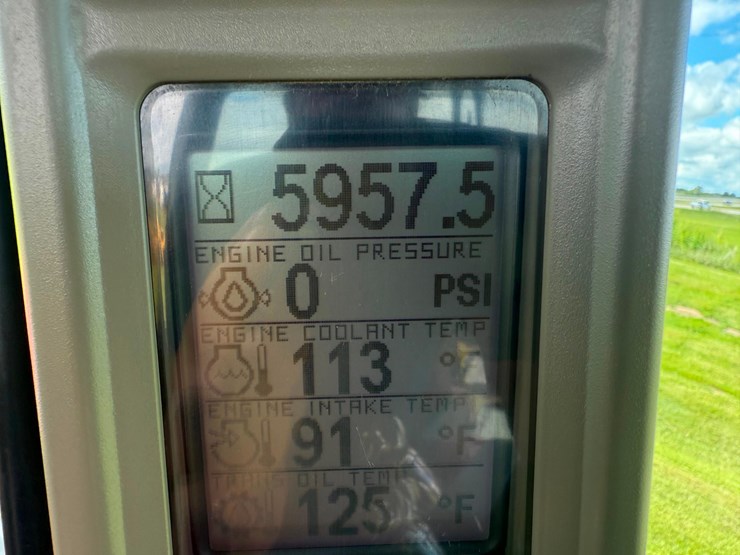 5957.5
ENGINE OIL PRESSURE
0 PSI
ENGINE COOLANT TEMP
113 °F
ENGINE INTAKE TEMP
91 °F
TRANS OIL TEMP
125 °F